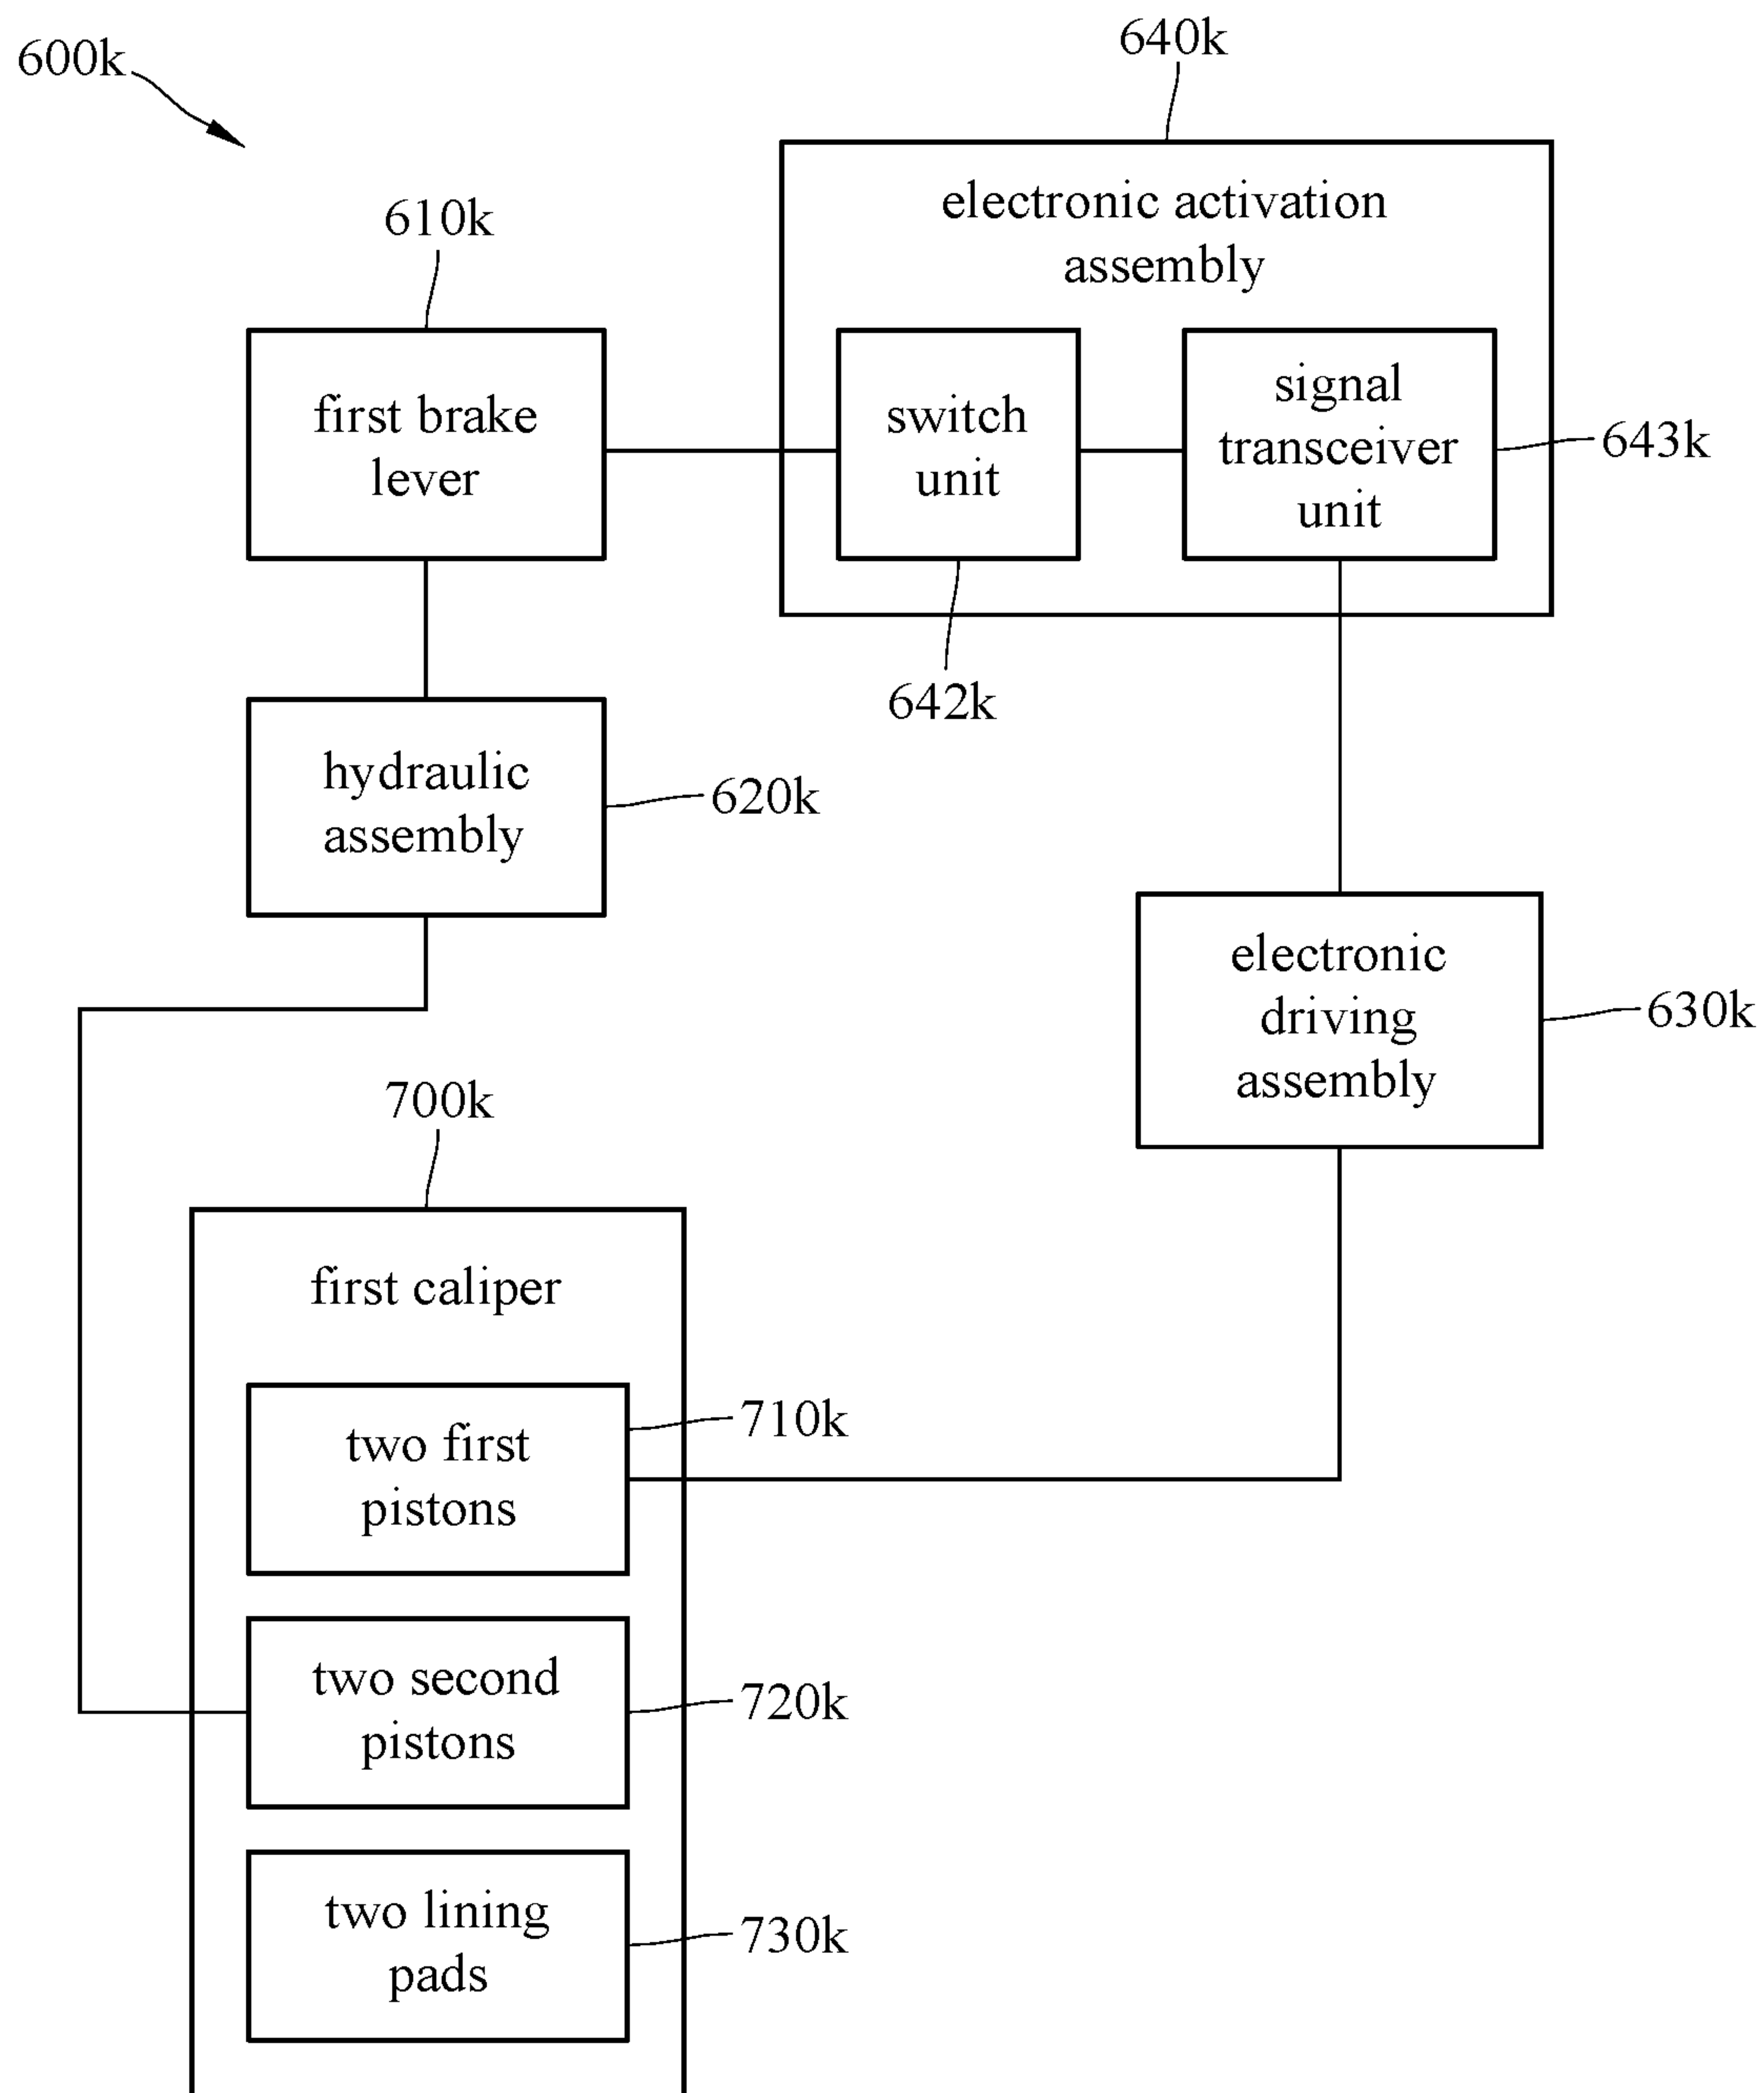 600k
640k
electronic activation
assembly
610k
first brake
lever
switch
unit
signal
transceiver
unit
643k
642k
hydraulic
assembly
620k
electronic
driving
assembly
630k
700k
first caliper
two first
pistons
710k
two second
pistons
720k
two lining
pads
730k